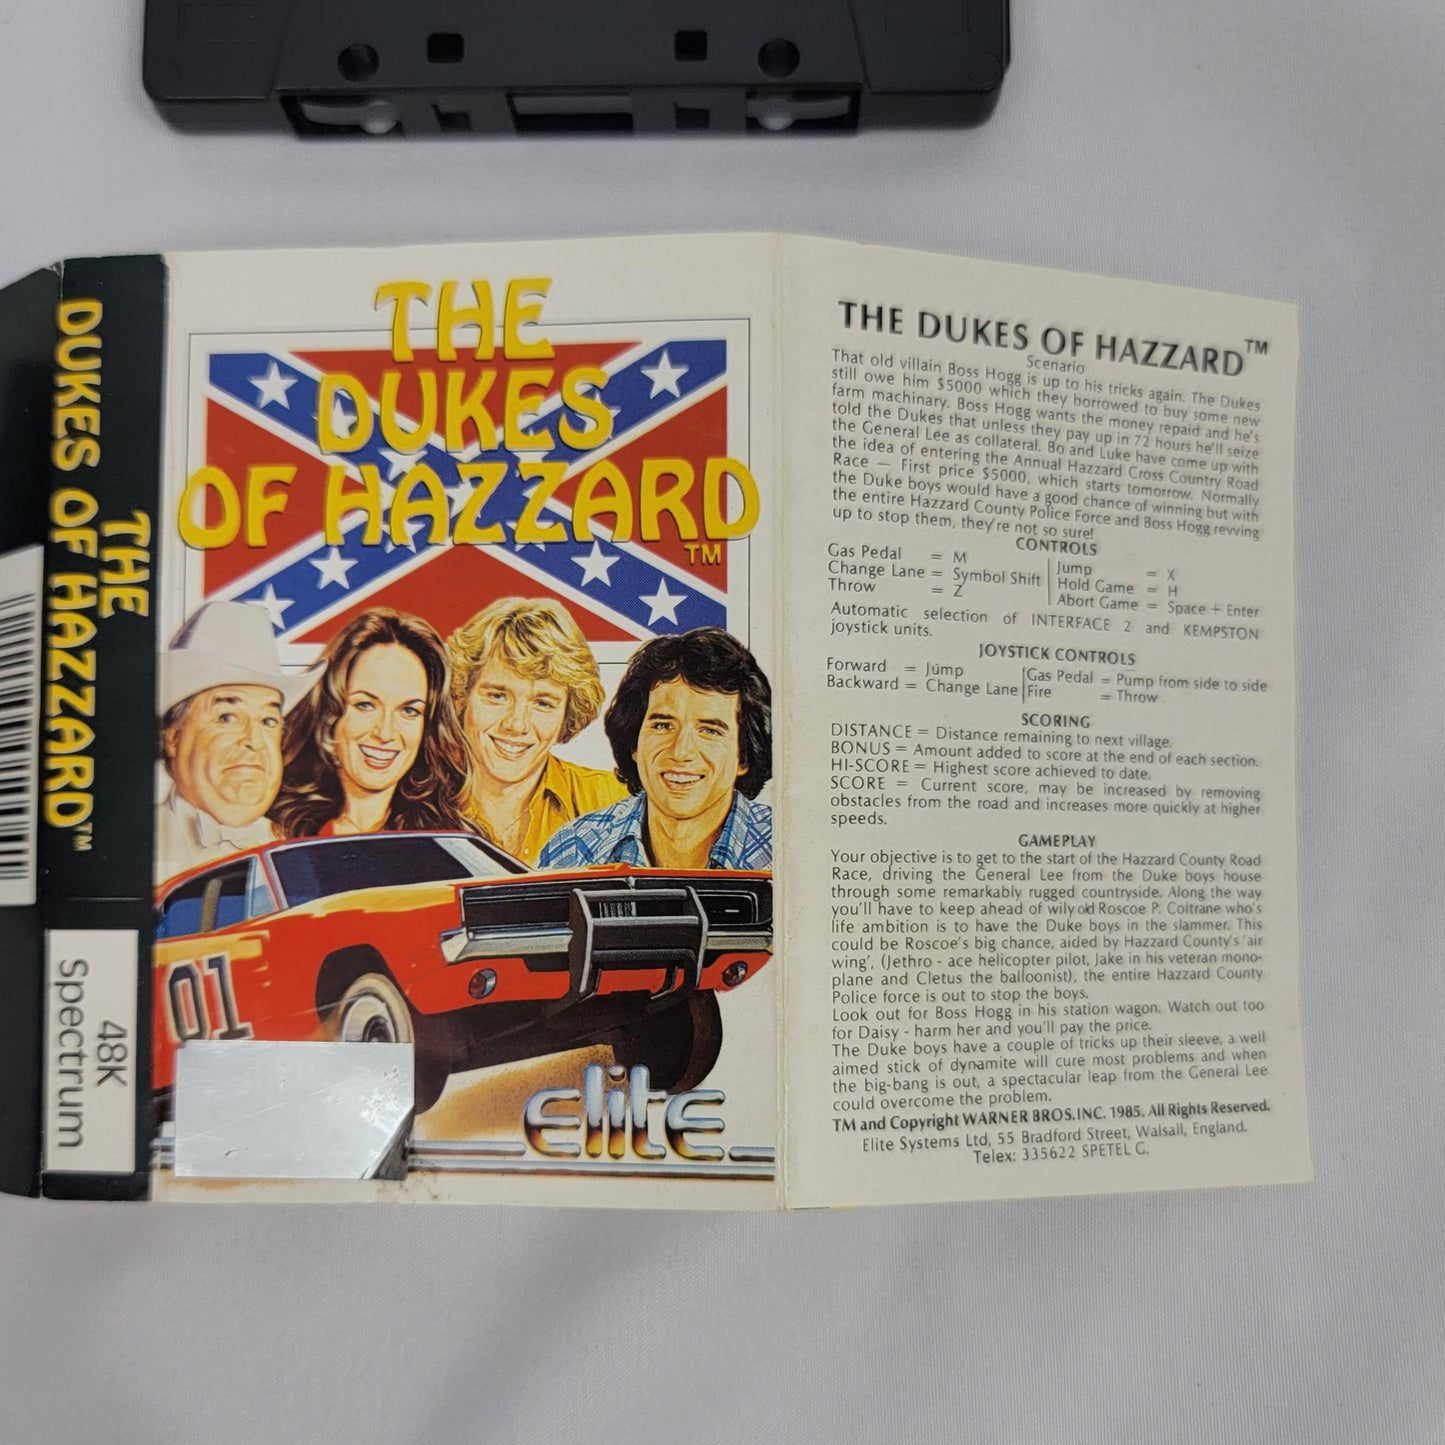 THE
DUKES OF HAZZARD™
48K
Spectrum
THE
DUKES
OF HAZZARD
TM
01
elite
THE DUKES OF HAZZARD™
Scenario
That old villain Boss Hogg is up to his tricks again. The Dukes
still owe him $5000 which they borrowed to buy some new
farm machinary. Boss Hogg wants the money repaid and he's
told the Dukes that unless they pay up in 72 hours he'll seize
the General Lee as collateral. Bo and Luke have come up with
the idea of entering the Annual Hazzard Cross Country Road
Race — First price $5000, which starts tomorrow. Normally
the Duke boys would have a good chance of winning but with
the entire Hazzard County Police Force and Boss Hogg revving
up to stop them, they're not so sure!
CONTROLS
Gas Pedal = M
Change Lane = Symbol Shift
Throw = Z
Jump = X
Hold Game = H
Abort Game = Space + Enter
Automatic selection of INTERFACE 2 and KEMPSTON
joystick units.
JOYSTICK CONTROLS
Forward = Jump
Backward = Change Lane
Gas Pedal = Pump from side to side
Fire = Throw
SCORING
DISTANCE = Distance remaining to next village.
BONUS = Amount added to score at the end of each section.
HI-SCORE = Highest score achieved to date.
SCORE = Current score, may be increased by removing
obstacles from the road and increases more quickly at higher
speeds.
GAMEPLAY
Your objective is to get to the start of the Hazzard County Road
Race, driving the General Lee from the Duke boys house
through some remarkably rugged countryside. Along the way
you'll have to keep ahead of wily old Roscoe P. Coltrane who's
life ambition is to have the Duke boys in the slammer. This
could be Roscoe's big chance, aided by Hazzard County's 'air
wing', (Jethro - ace helicopter pilot, Jake in his veteran mono-
plane and Cletus the balloonist), the entire Hazzard County
Police force is out to stop the boys.
Look out for Boss Hogg in his station wagon. Watch out too
for Daisy - harm her and you'll pay the price.
The Duke boys have a couple of tricks up their sleeve, a well
aimed stick of dynamite will cure most problems and when
the big-bang is out, a spectacular leap from the General Lee
could overcome the problem.
TM and Copyright WARNER BROS.INC. 1985. All Rights Reserved.
Elite Systems Ltd, 55 Bradford Street, Walsall, England.
Telex: 335622 SPETEL G.